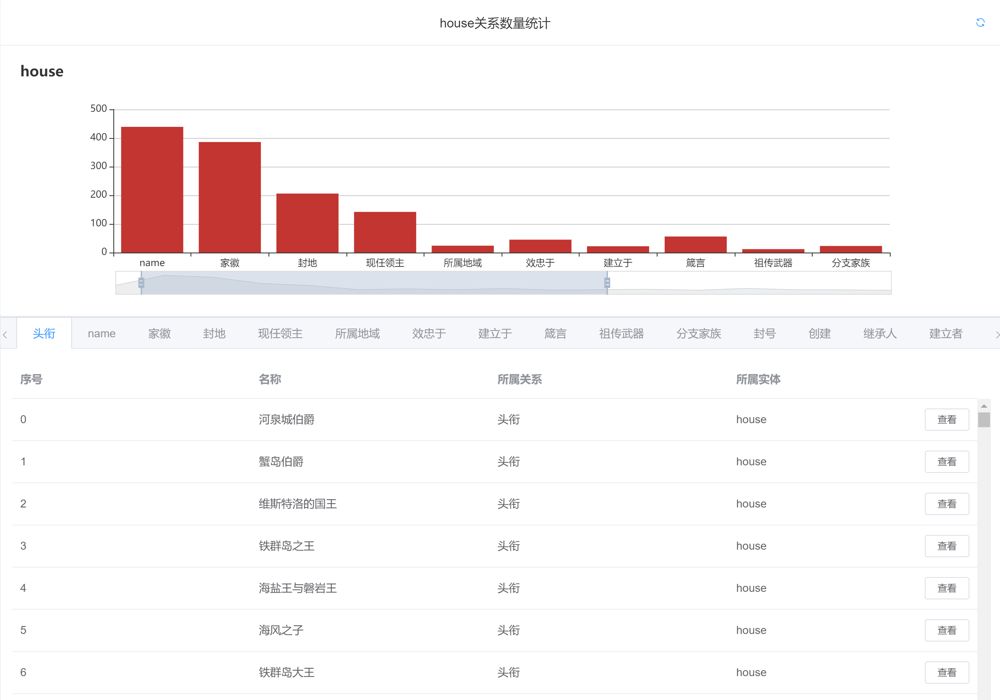 house关系数量统计
house
500
400
300
200
100
0
name 家徽 封地 现任领主 所属地域 效忠于 建立于 箴言 祖传武器 分支家族
头衔 name 家徽 封地 现任领主 所属地域 效忠于 建立于 箴言 祖传武器 分支家族 封号 创建 继承人 建立者
序号 名称 所属关系 所属实体
0 河泉城伯爵 头衔 house 查看
1 蟹岛伯爵 头衔 house 查看
2 维斯特洛的国王 头衔 house 查看
3 铁群岛之王 头衔 house 查看
4 海盐王与磐岩王 头衔 house 查看
5 海风之子 头衔 house 查看
6 铁群岛大王 头衔 house 查看